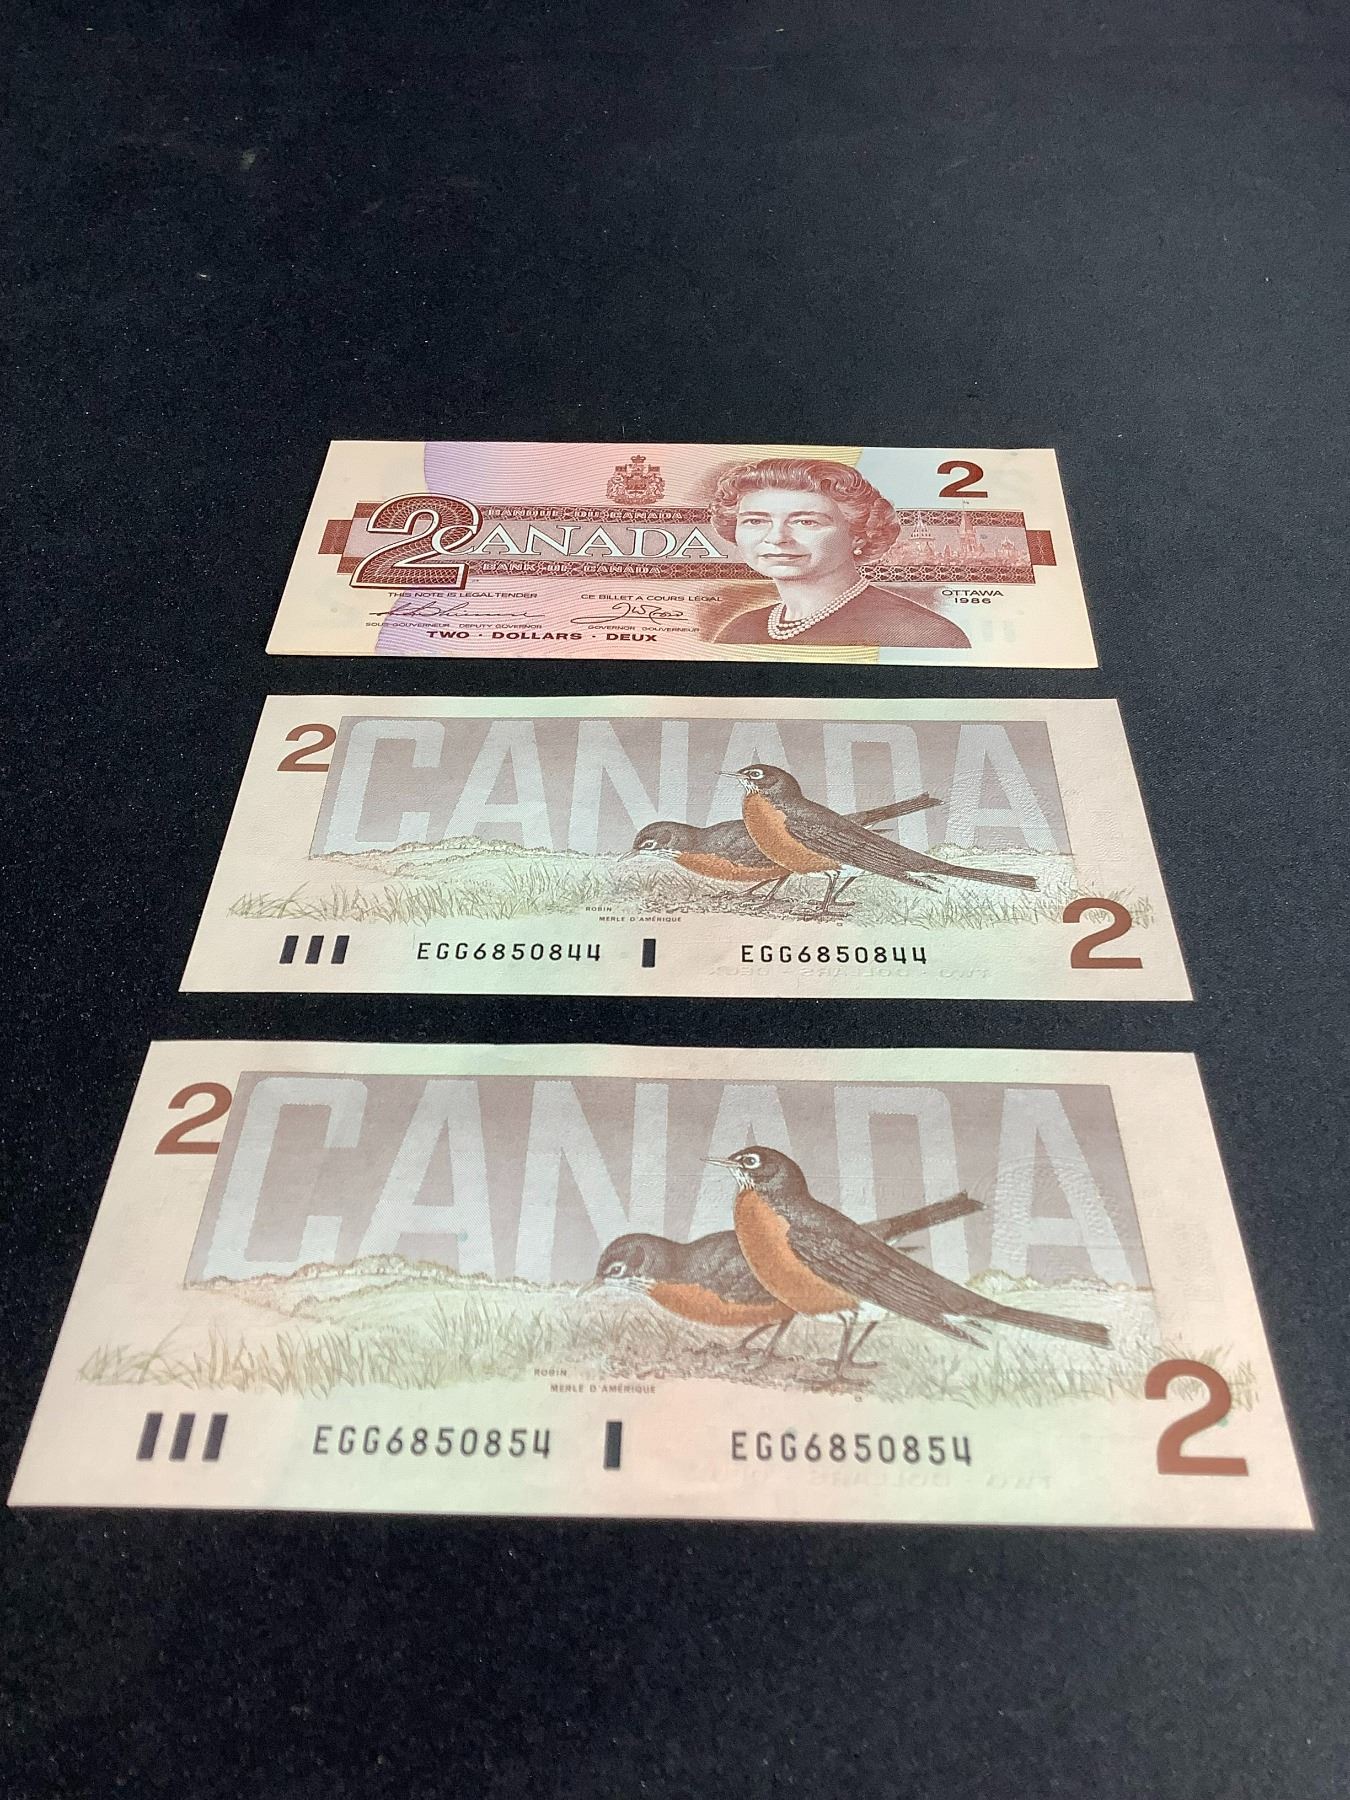 2
BANQUE · DU · CANADA
2 CANADA
BANK · OF · CANADA
THIS NOTE IS LEGAL TENDER CE BILLET A COURS LÉGAL
OTTAWA
1986
SOUS-GOUVERNEUR DEPUTY GOVERNOR GOVERNOR GOUVERNEUR
TWO · DOLLARS · DEUX
2 CANADA
ROBIN
MERLE D'AMÉRIQUE
2
EGG6850844 EGG6850844
2 CANADA
ROBIN
MERLE D'AMÉRIQUE
2
EGG6850854 EGG6850854